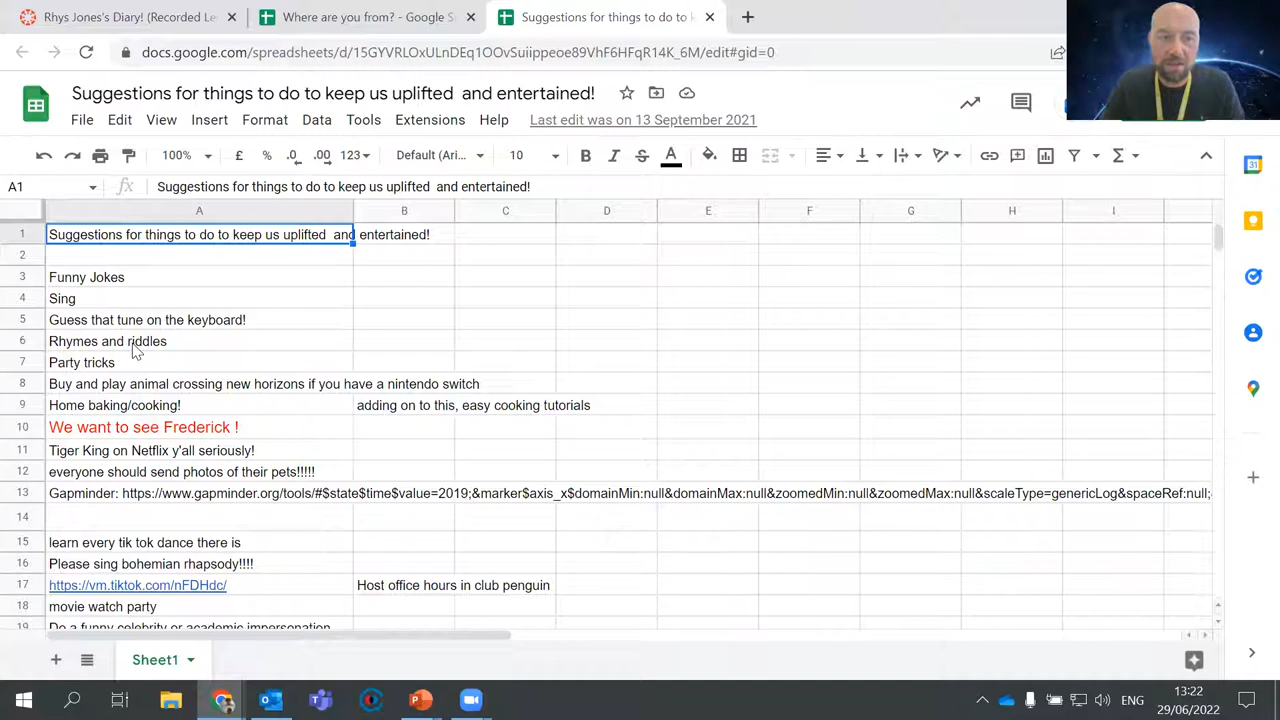 Rhys Jones's Diary! (Recorded Le
Where are you from? - Google S
Suggestions for things to do to k
docs.google.com/spreadsheets/d/15GYVRLOxULnDEq1OOvSuiippeoe89VhF6HFqR14K_6M/edit#gid=0
Suggestions for things to do to keep us uplifted  and entertained!
File Edit View Insert Format Data Tools Extensions Help Last edit was on 13 September 2021
100% £ % .0 .00 123 Default (Ari... 10 B I S A
A1 fx Suggestions for things to do to keep us uplifted  and entertained!
A B C D E F G H I
1 Suggestions for things to do to keep us uplifted  and entertained!
2
3 Funny Jokes
4 Sing
5 Guess that tune on the keyboard!
6 Rhymes and riddles
7 Party tricks
8 Buy and play animal crossing new horizons if you have a nintendo switch
9 Home baking/cooking! adding on to this, easy cooking tutorials
10 We want to see Frederick !
11 Tiger King on Netflix y'all seriously!
12 everyone should send photos of their pets!!!!!
13 Gapminder: https://www.gapminder.org/tools/#$state$time$value=2019;&marker$axis_x$domainMin:null&domainMax:null&zoomedMin:null&zoomedMax:null&scaleType=genericLog&spaceRef:null;
14
15 learn every tik tok dance there is
16 Please sing bohemian rhapsody!!!!
17 https://vm.tiktok.com/nFDHdc/ Host office hours in club penguin
18 movie watch party
19 Do a funny celebrity or academic impersonation
Sheet1
ENG
13:22
29/06/2022